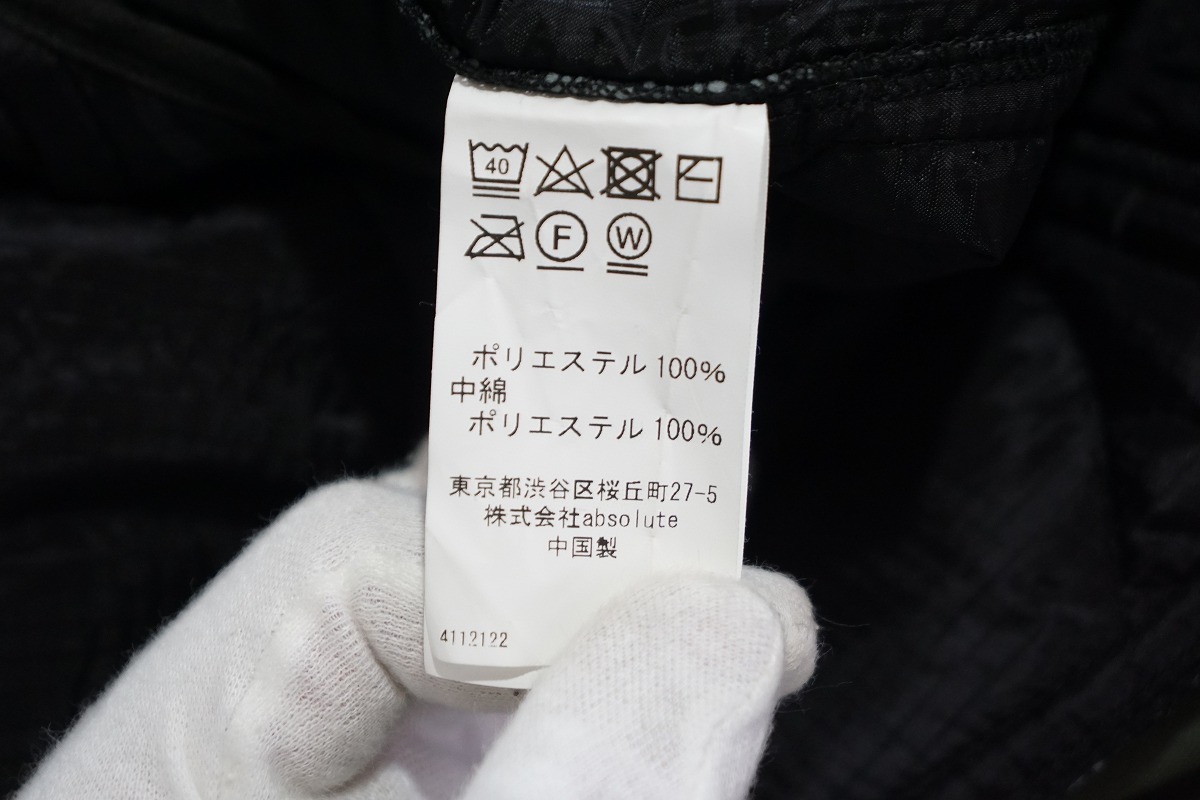 40
F W
ポリエステル 100%
中綿
ポリエステル 100%
東京都渋谷区桜丘町27-5
株式会社absolute
中国製
4112122